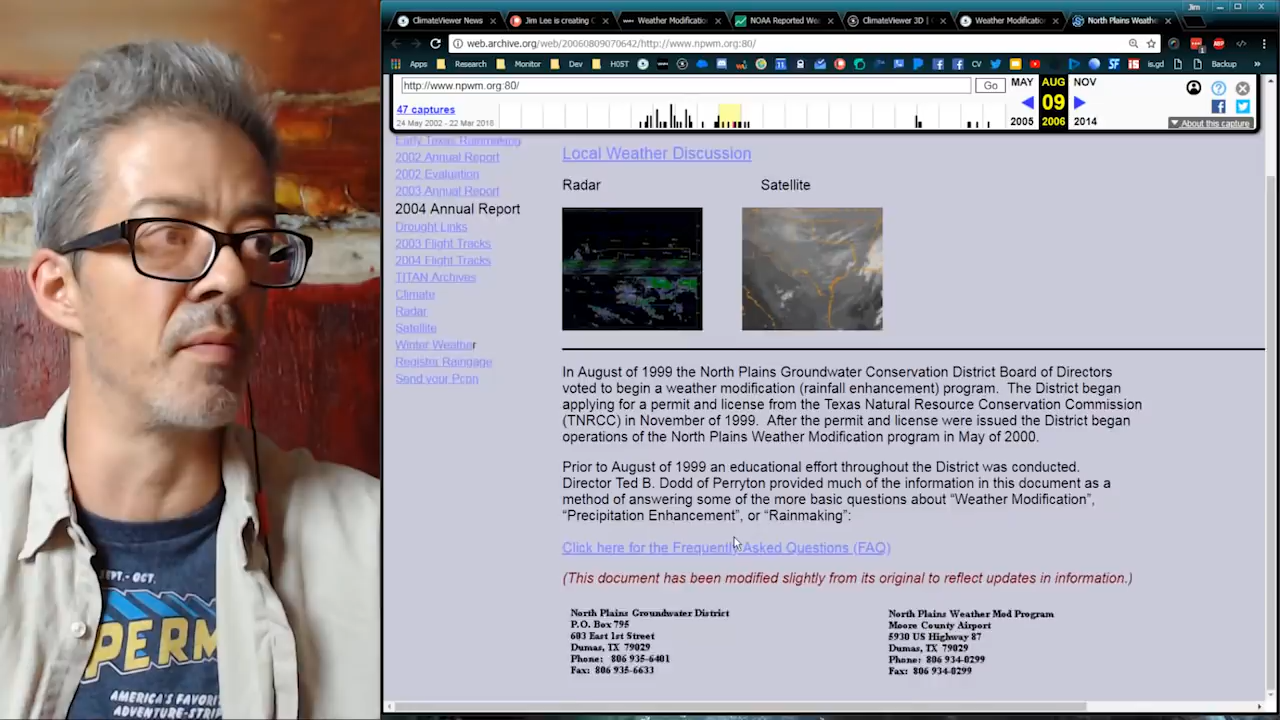 Jim
ClimateViewer News
Jim Lee is creating C
Weather Modification
NOAA Reported We
ClimateViewer 3D |
Weather Modificatio
North Plains Weathe
web.archive.org/web/20060809070642/http://www.npwm.org:80/
Apps
Research
Monitor
Dev
H05T
CV
is.gd
Backup
http://www.npwm.org:80/
Go
MAY
AUG
NOV
47 captures
09
24 May 2002 - 22 Mar 2016
2005
2006
2014
About this capture
Early Texas Rainmaking
2002 Annual Report
2002 Evaluation
2003 Annual Report
2004 Annual Report
Drought Links
2003 Flight Tracks
2004 Flight Tracks
TITAN Archives
Climate
Radar
Satellite
Winter Weather
Register Raingage
Send your Pcpn
Local Weather Discussion
Radar
Satellite
In August of 1999 the North Plains Groundwater Conservation District Board of Directors
voted to begin a weather modification (rainfall enhancement) program. The District began
applying for a permit and license from the Texas Natural Resource Conservation Commission
(TNRCC) in November of 1999. After the permit and license were issued the District began
operations of the North Plains Weather Modification program in May of 2000.
Prior to August of 1999 an educational effort throughout the District was conducted.
Director Ted B. Dodd of Perryton provided much of the information in this document as a
method of answering some of the more basic questions about “Weather Modification”,
“Precipitation Enhancement”, or “Rainmaking”:
Click here for the Frequently Asked Questions (FAQ)
(This document has been modified slightly from its original to reflect updates in information.)
North Plains Groundwater District
P.O. Box 795
603 East 1st Street
Dumas, TX 79029
Phone: 806 935-6401
Fax: 806 935-6633
North Plains Weather Mod Program
Moore County Airport
5930 US Highway 87
Dumas, TX 79029
Phone: 806 934-0299
Fax: 806 934-0299
SEPT.-OCT.
PERM
AMERICA'S FAVORI
ADVENTURE-STRIP